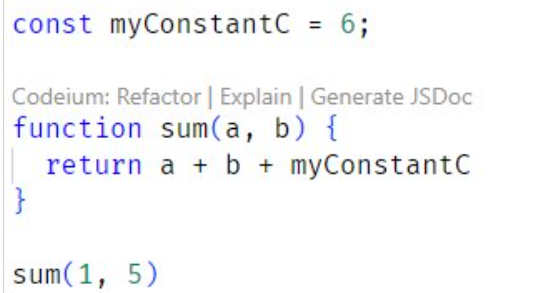 const myConstantC = 6;
Codeium: Refactor | Explain | Generate JSDoc
function sum(a, b) {
return a + b + myConstantC
}
sum(1, 5)